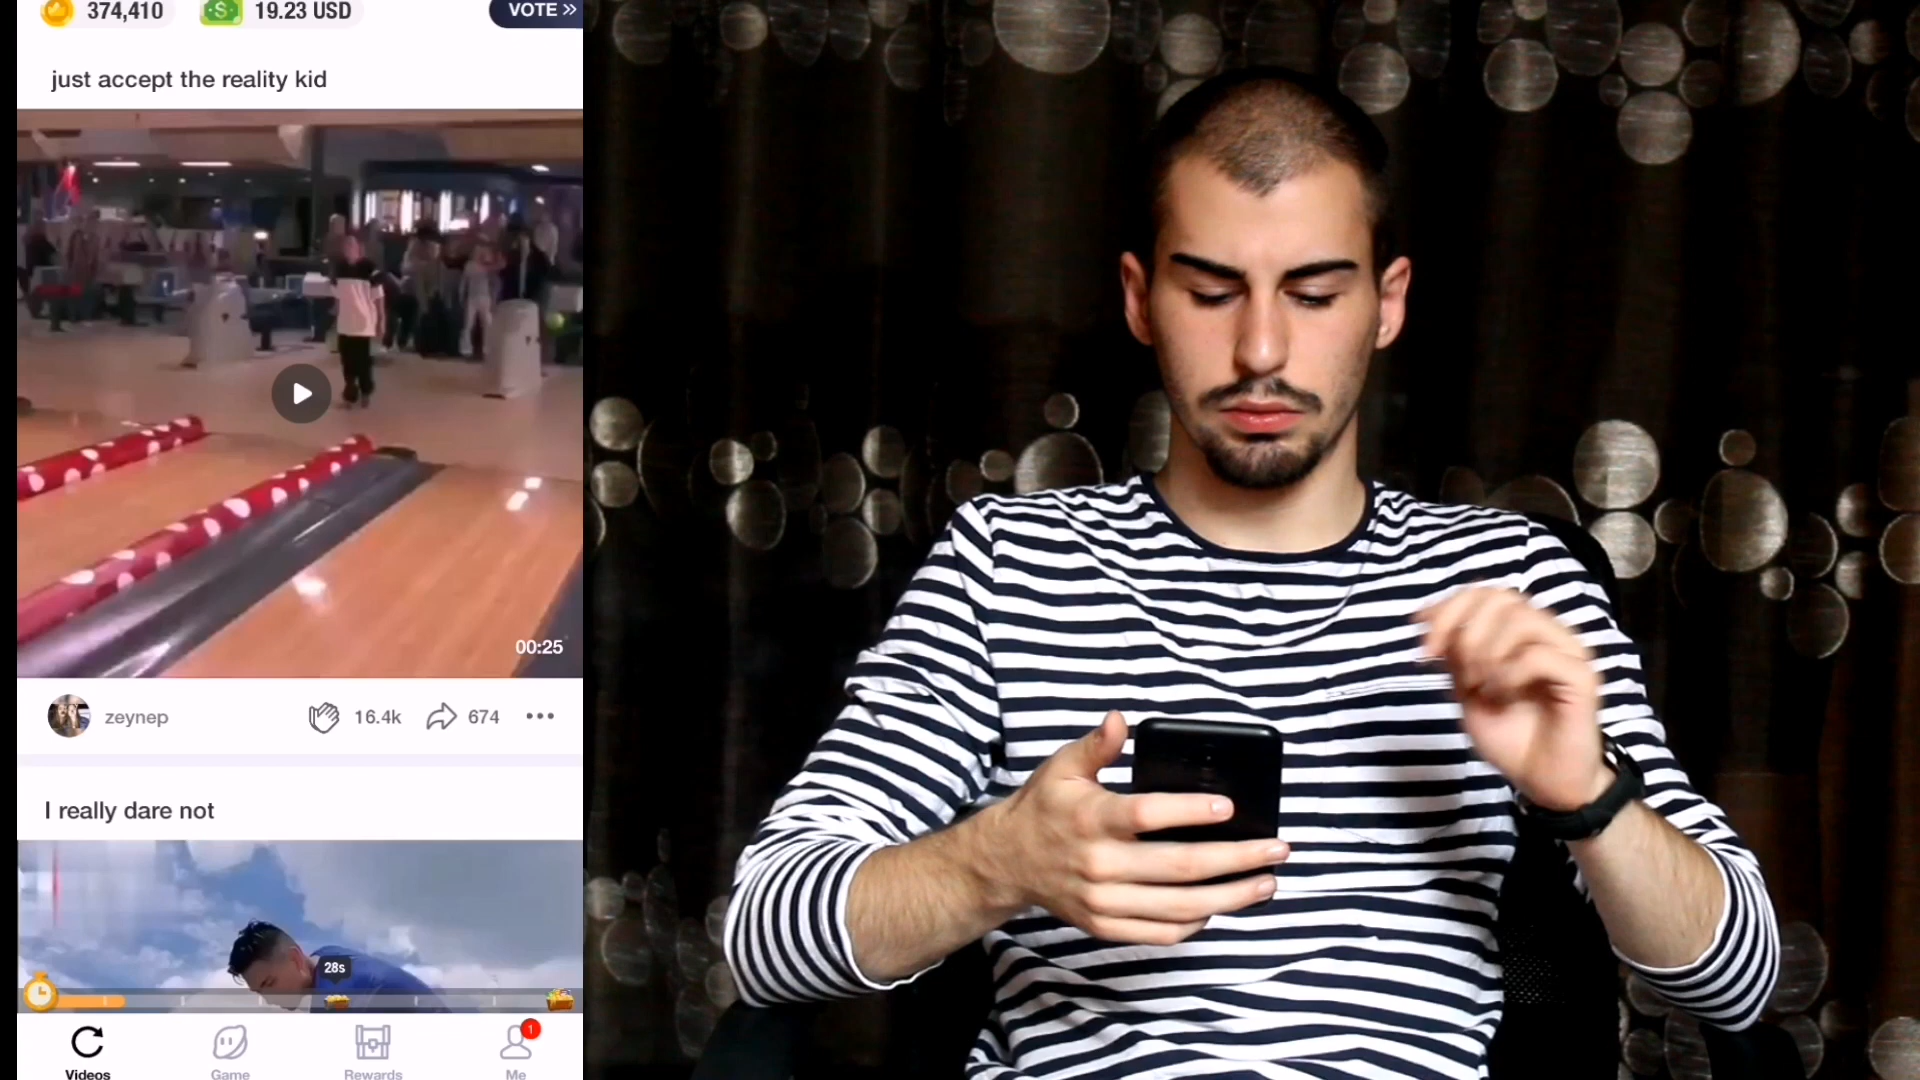 374,410
19.23 USD
VOTE »
just accept the reality kid
00:25
zeynep
16.4k
674
I really dare not
28s
1
Videos
Game
Rewards
Me